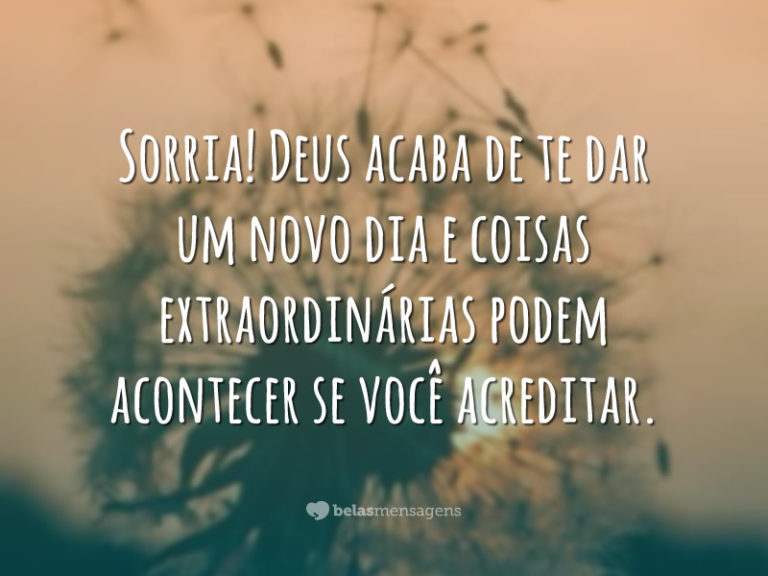 Sorria! Deus acaba de te dar
um novo dia e coisas
extraordinárias podem
acontecer se você acreditar.
belasmensagens